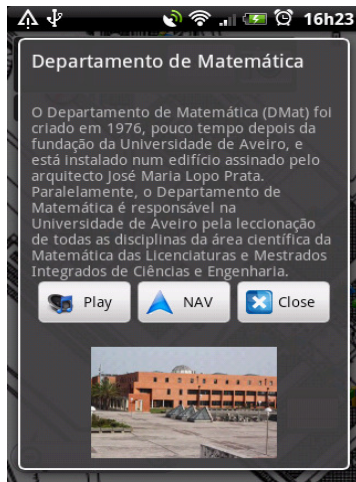 16h23
Departamento de Matemática
O Departamento de Matemática (DMat) foi
criado em 1976, pouco tempo depois da
fundação da Universidade de Aveiro, e
está instalado num edifício assinado pelo
arquitecto José Maria Lopo Prata.
Paralelamente, o Departamento de
Matemática é responsável na
Universidade de Aveiro pela leccionação
de todas as disciplinas da área científica da
Matemática das Licenciaturas e Mestrados
Integrados de Ciências e Engenharia.
Play NAV Close